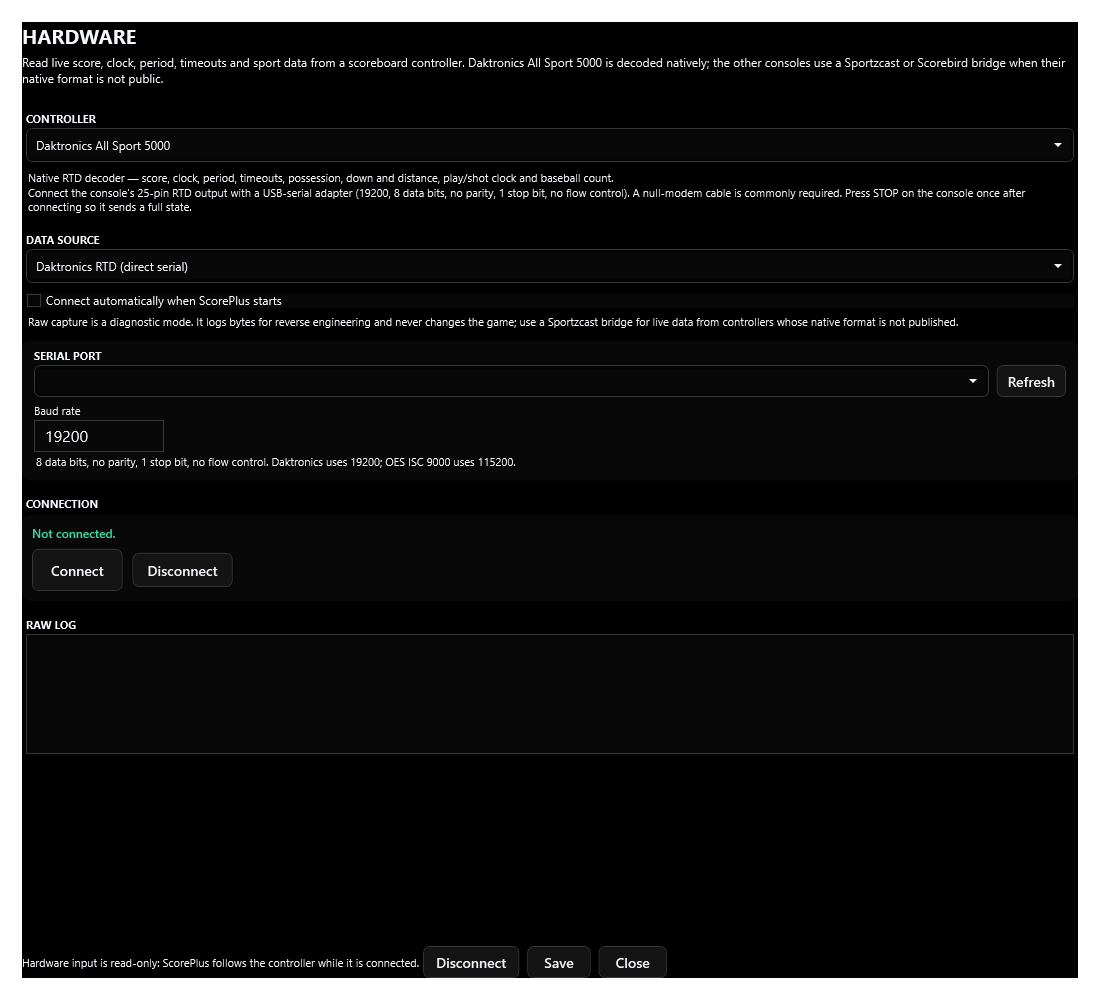 HARDWARE
Read live score, clock, period, timeouts and sport data from a scoreboard controller. Daktronics All Sport 5000 is decoded natively; the other consoles use a Sportzcast or Scorebird bridge when their
native format is not public.
CONTROLLER
Daktronics All Sport 5000
Native RTD decoder — score, clock, period, timeouts, possession, down and distance, play/shot clock and baseball count.
Connect the console's 25-pin RTD output with a USB-serial adapter (19200, 8 data bits, no parity, 1 stop bit, no flow control). A null-modem cable is commonly required. Press STOP on the console once after
connecting so it sends a full state.
DATA SOURCE
Daktronics RTD (direct serial)
Connect automatically when ScorePlus starts
Raw capture is a diagnostic mode. It logs bytes for reverse engineering and never changes the game; use a Sportzcast bridge for live data from controllers whose native format is not published.
SERIAL PORT
Refresh
Baud rate
19200
8 data bits, no parity, 1 stop bit, no flow control. Daktronics uses 19200; OES ISC 9000 uses 115200.
CONNECTION
Not connected.
Connect Disconnect
RAW LOG
Hardware input is read-only: ScorePlus follows the controller while it is connected. Disconnect Save Close